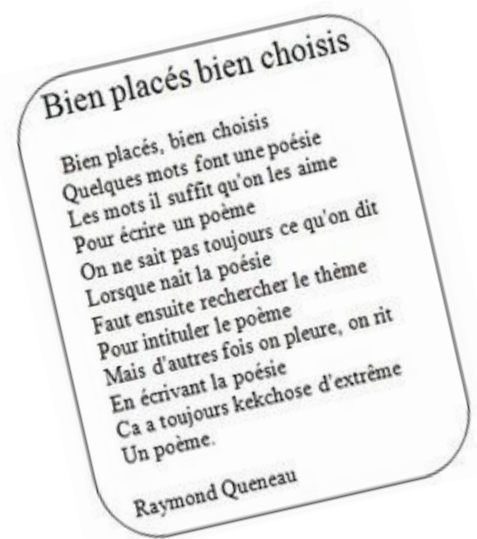 Bien placés bien choisis
Bien placés, bien choisis
Quelques mots font une poésie
Les mots il suffit qu'on les aime
Pour écrire un poème
On ne sait pas toujours ce qu'on dit
Lorsque nait la poésie
Faut ensuite rechercher le thème
Pour intituler le poème
Mais d'autres fois on pleure, on rit
En écrivant la poésie
Ca a toujours kekchose d'extrême
Un poème.
Raymond Queneau